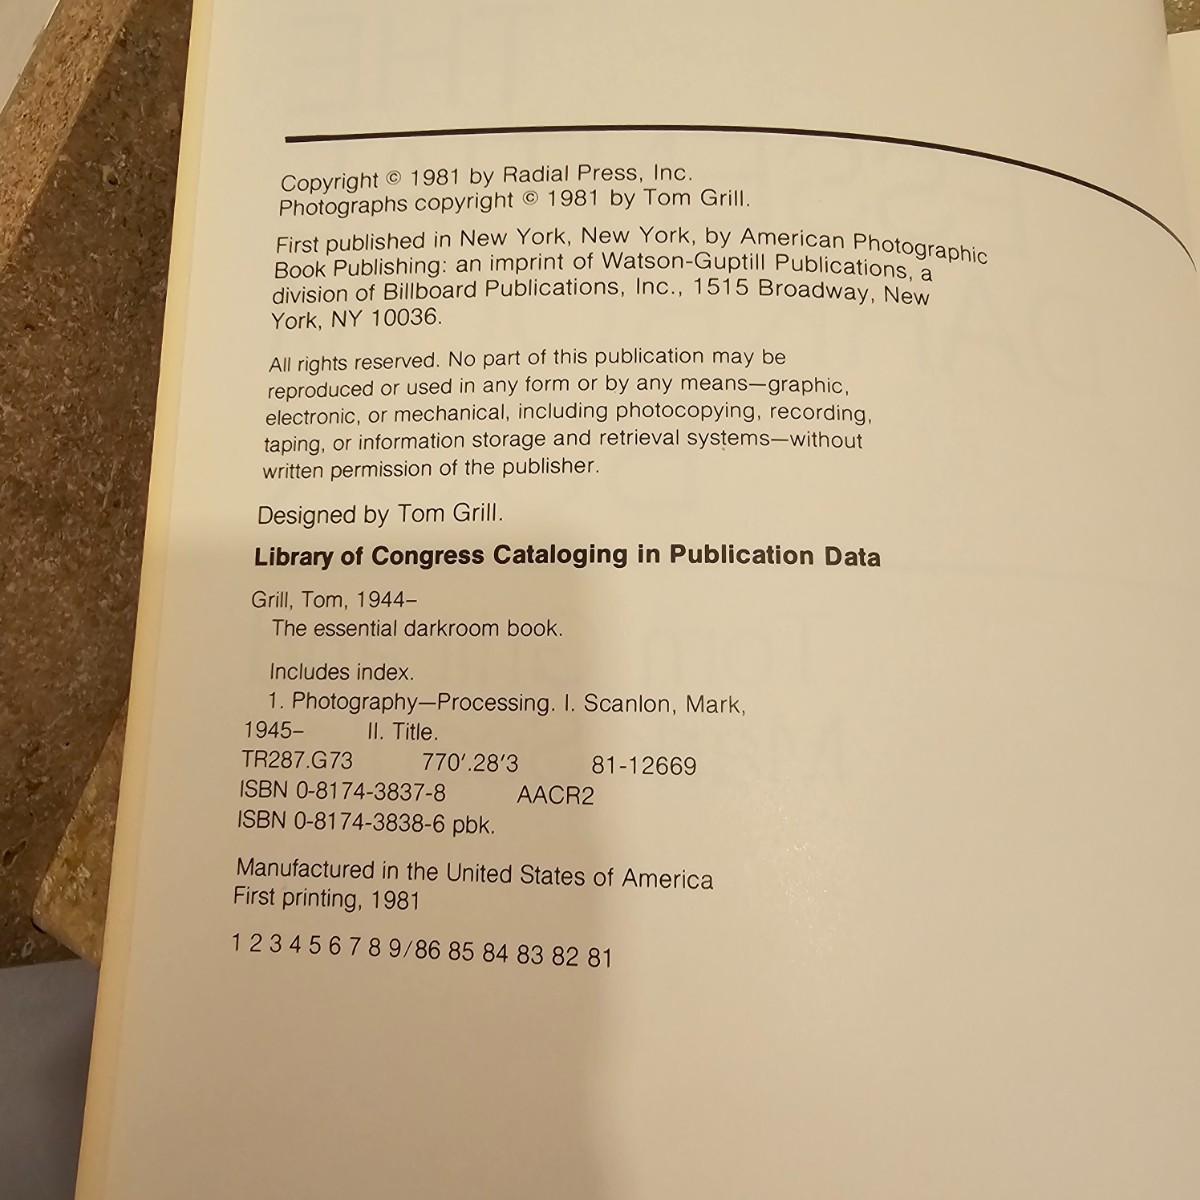 Copyright © 1981 by Radial Press, Inc.
Photographs copyright © 1981 by Tom Grill.
First published in New York, New York, by American Photographic
Book Publishing: an imprint of Watson-Guptill Publications, a
division of Billboard Publications, Inc., 1515 Broadway, New
York, NY 10036.
All rights reserved. No part of this publication may be
reproduced or used in any form or by any means—graphic,
electronic, or mechanical, including photocopying, recording,
taping, or information storage and retrieval systems—without
written permission of the publisher.
Designed by Tom Grill.
Library of Congress Cataloging in Publication Data
Grill, Tom, 1944–
The essential darkroom book.
Includes index.
1. Photography—Processing. I. Scanlon, Mark,
1945– II. Title.
TR287.G73 770'.28'3 81-12669
ISBN 0-8174-3837-8 AACR2
ISBN 0-8174-3838-6 pbk.
Manufactured in the United States of America
First printing, 1981
1 2 3 4 5 6 7 8 9/86 85 84 83 82 81